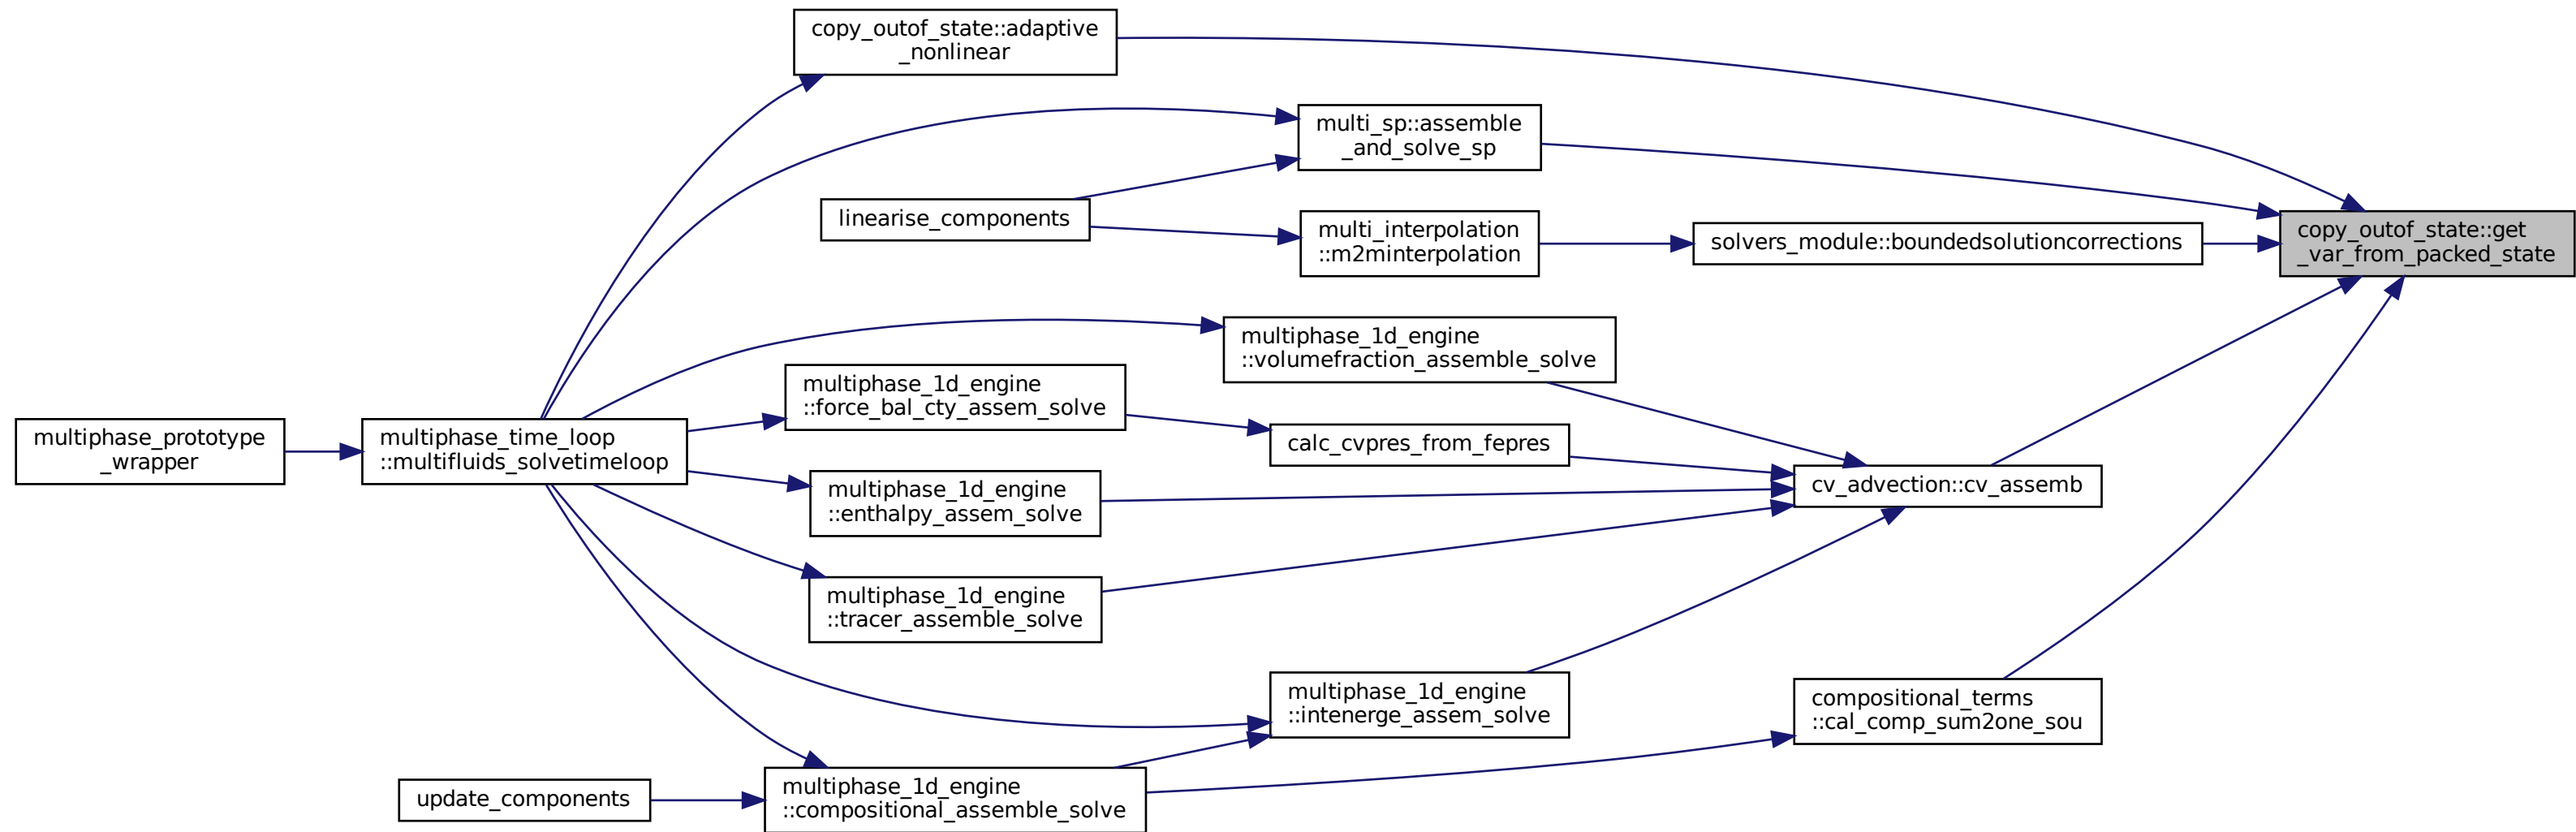 copy_outof_state::adaptive
_nonlinear
multi_sp::assemble
_and_solve_sp
linearise_components
multi_interpolation
::m2minterpolation
solvers_module::boundedsolutioncorrections
copy_outof_state::get
_var_from_packed_state
multiphase_1d_engine
::volumefraction_assemble_solve
multiphase_1d_engine
::force_bal_cty_assem_solve
calc_cvpres_from_fepres
multiphase_prototype
_wrapper
multiphase_time_loop
::multifluids_solvetimeloop
multiphase_1d_engine
::enthalpy_assem_solve
cv_advection::cv_assemb
multiphase_1d_engine
::tracer_assemble_solve
multiphase_1d_engine
::intenerge_assem_solve
compositional_terms
::cal_comp_sum2one_sou
update_components
multiphase_1d_engine
::compositional_assemble_solve